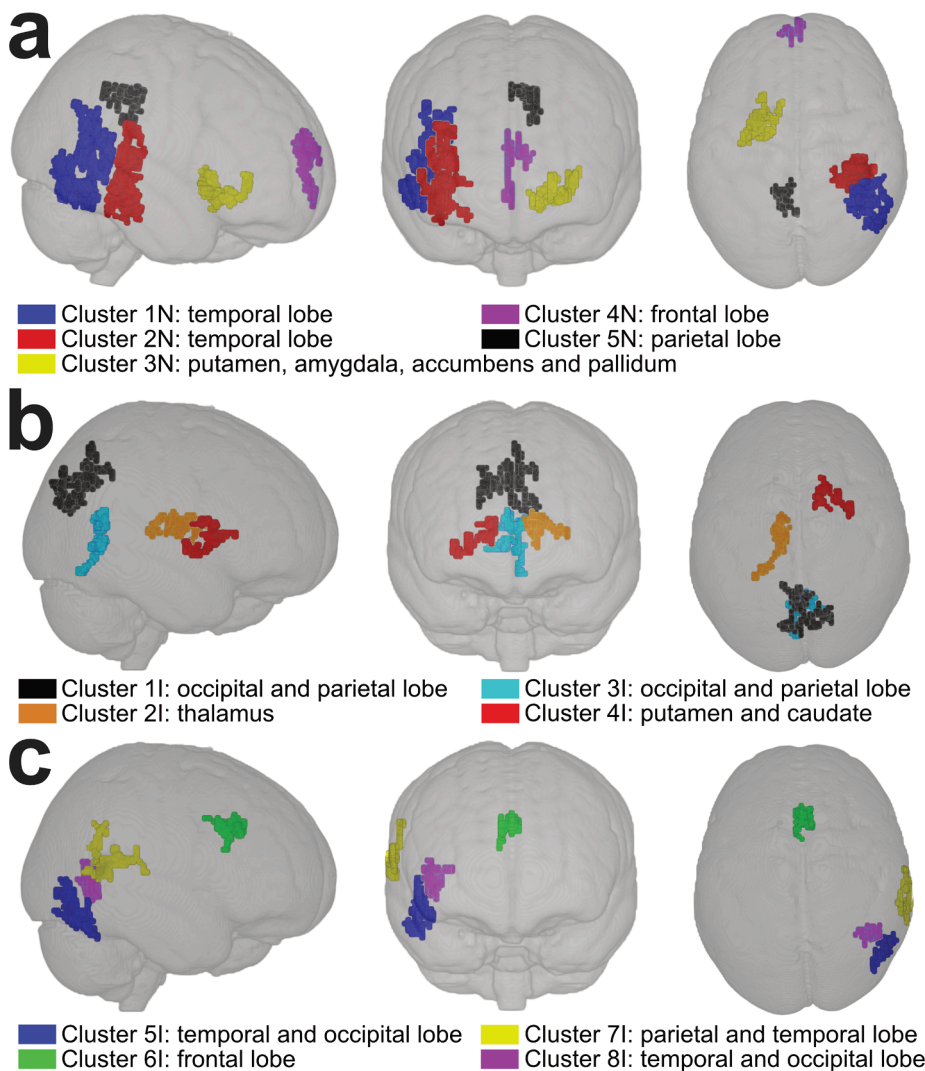 a
Cluster 1N: temporal lobe
Cluster 4N: frontal lobe
Cluster 2N: temporal lobe
Cluster 5N: parietal lobe
Cluster 3N: putamen, amygdala, accumbens and pallidum
b
Cluster 1I: occipital and parietal lobe
Cluster 3I: occipital and parietal lobe
Cluster 2I: thalamus
Cluster 4I: putamen and caudate
c
Cluster 5I: temporal and occipital lobe
Cluster 7I: parietal and temporal lobe
Cluster 6I: frontal lobe
Cluster 8I: temporal and occipital lobe